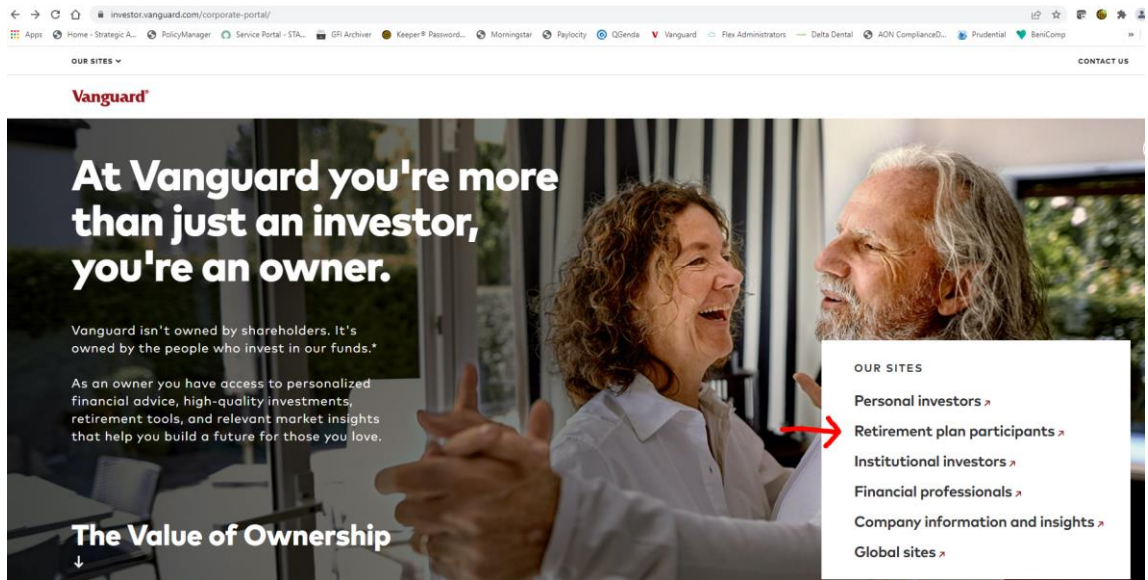 investor.vanguard.com/corporate-portal/
Apps Home - Strategic A... PolicyManager Service Portal - STA... GFI Archiver Keeper® Password... Morningstar Paylocity QGenda Vanguard Flex Administrators Delta Dental AON ComplianceD... Prudential BeniComp »
OUR SITES
CONTACT US
Vanguard®
At Vanguard you're more
than just an investor,
you're an owner.
Vanguard isn't owned by shareholders. It's
owned by the people who invest in our funds.*
As an owner you have access to personalized
financial advice, high-quality investments,
retirement tools, and relevant market insights
that help you build a future for those you love.
The Value of Ownership
OUR SITES
Personal investors
Retirement plan participants
Institutional investors
Financial professionals
Company information and insights
Global sites